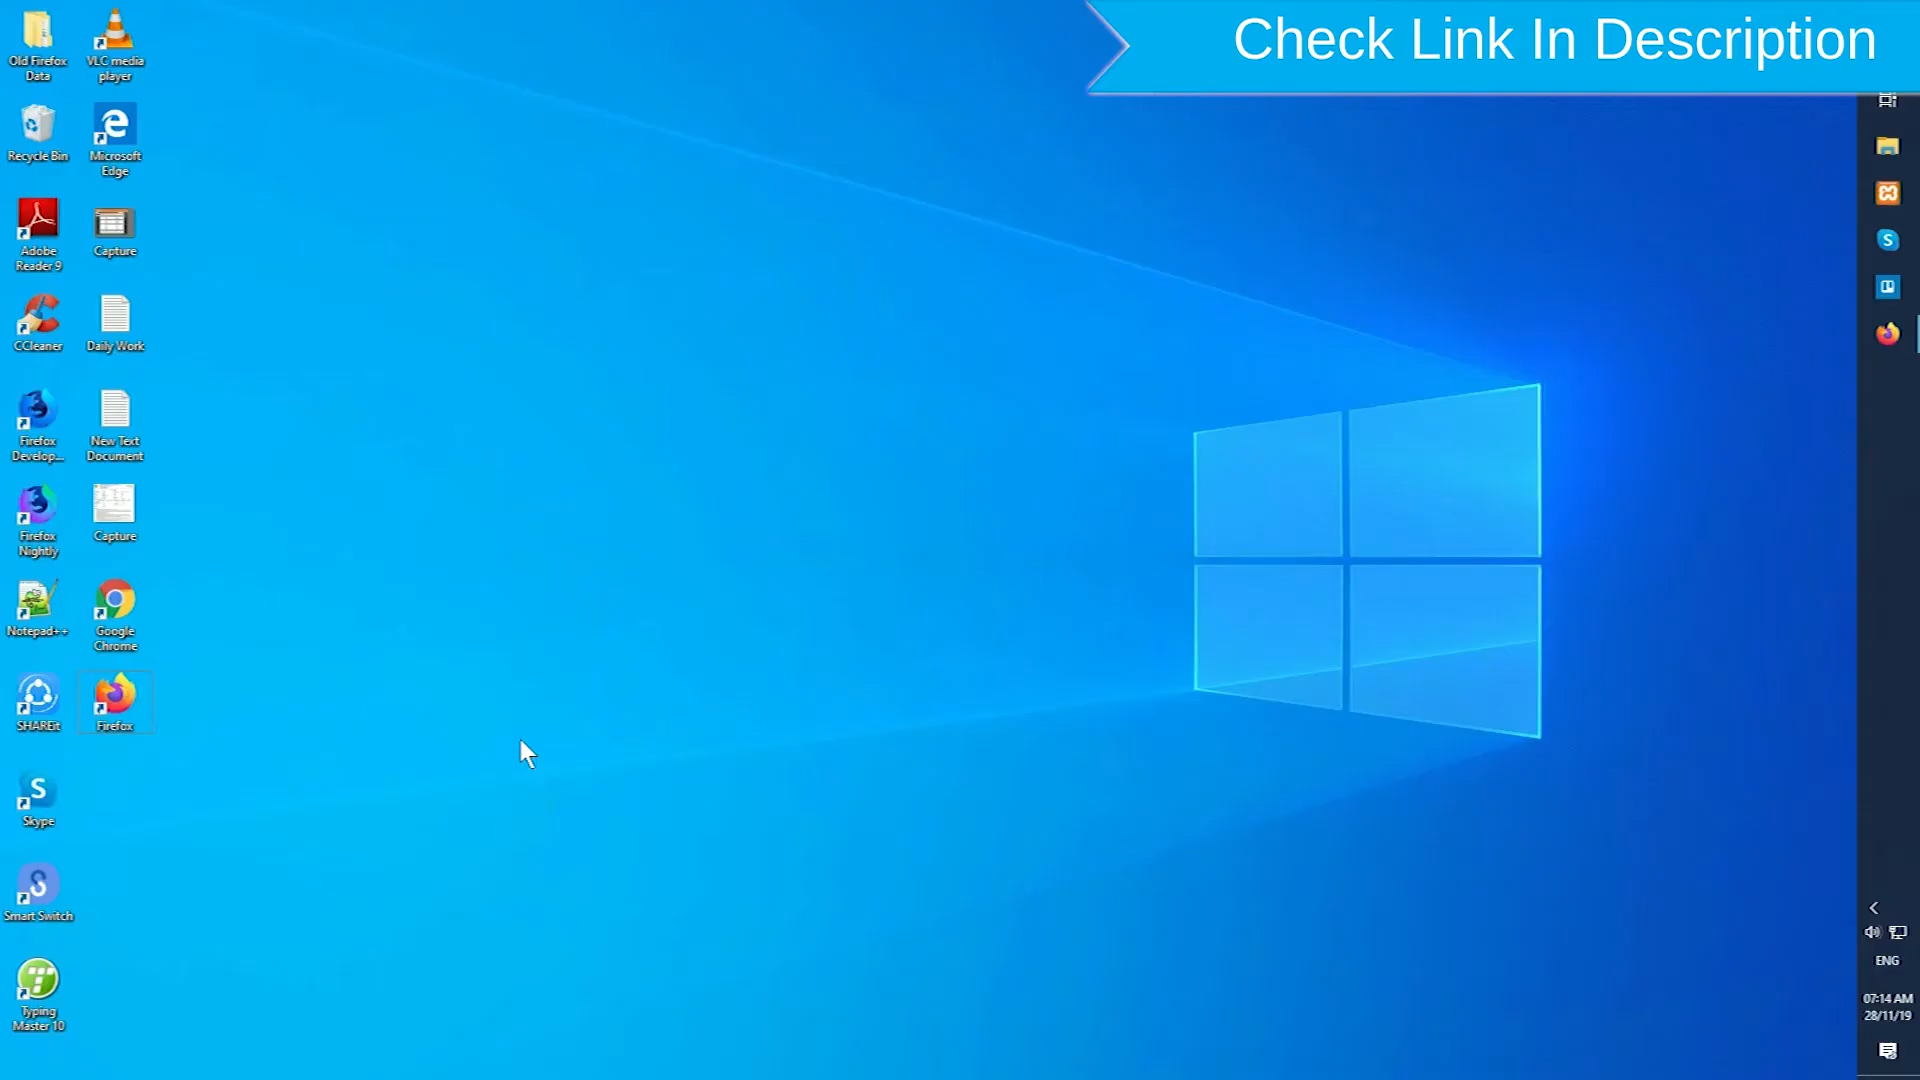 Check Link In Description
Old Firefox
Data
VLC media
player
Recycle Bin
Microsoft
Edge
Adobe
Reader 9
Capture
CCleaner
Daily Work
Firefox
Develop...
New Text
Document
Firefox
Nightly
Capture
Notepad++
Google
Chrome
SHAREit
Firefox
Skype
Smart Switch
Typing
Master 10
ENG
07:14 AM
28/11/19